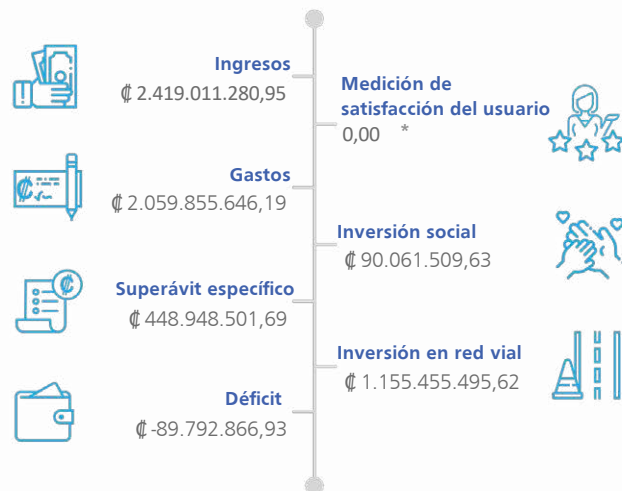 Ingresos
₡ 2.419.011.280,95
Medición de
satisfacción del usuario
0,00 *
Gastos
₡ 2.059.855.646,19
Inversión social
₡ 90.061.509,63
Superávit específico
₡ 448.948.501,69
Inversión en red vial
₡ 1.155.455.495,62
Déficit
₡ -89.792.866,93